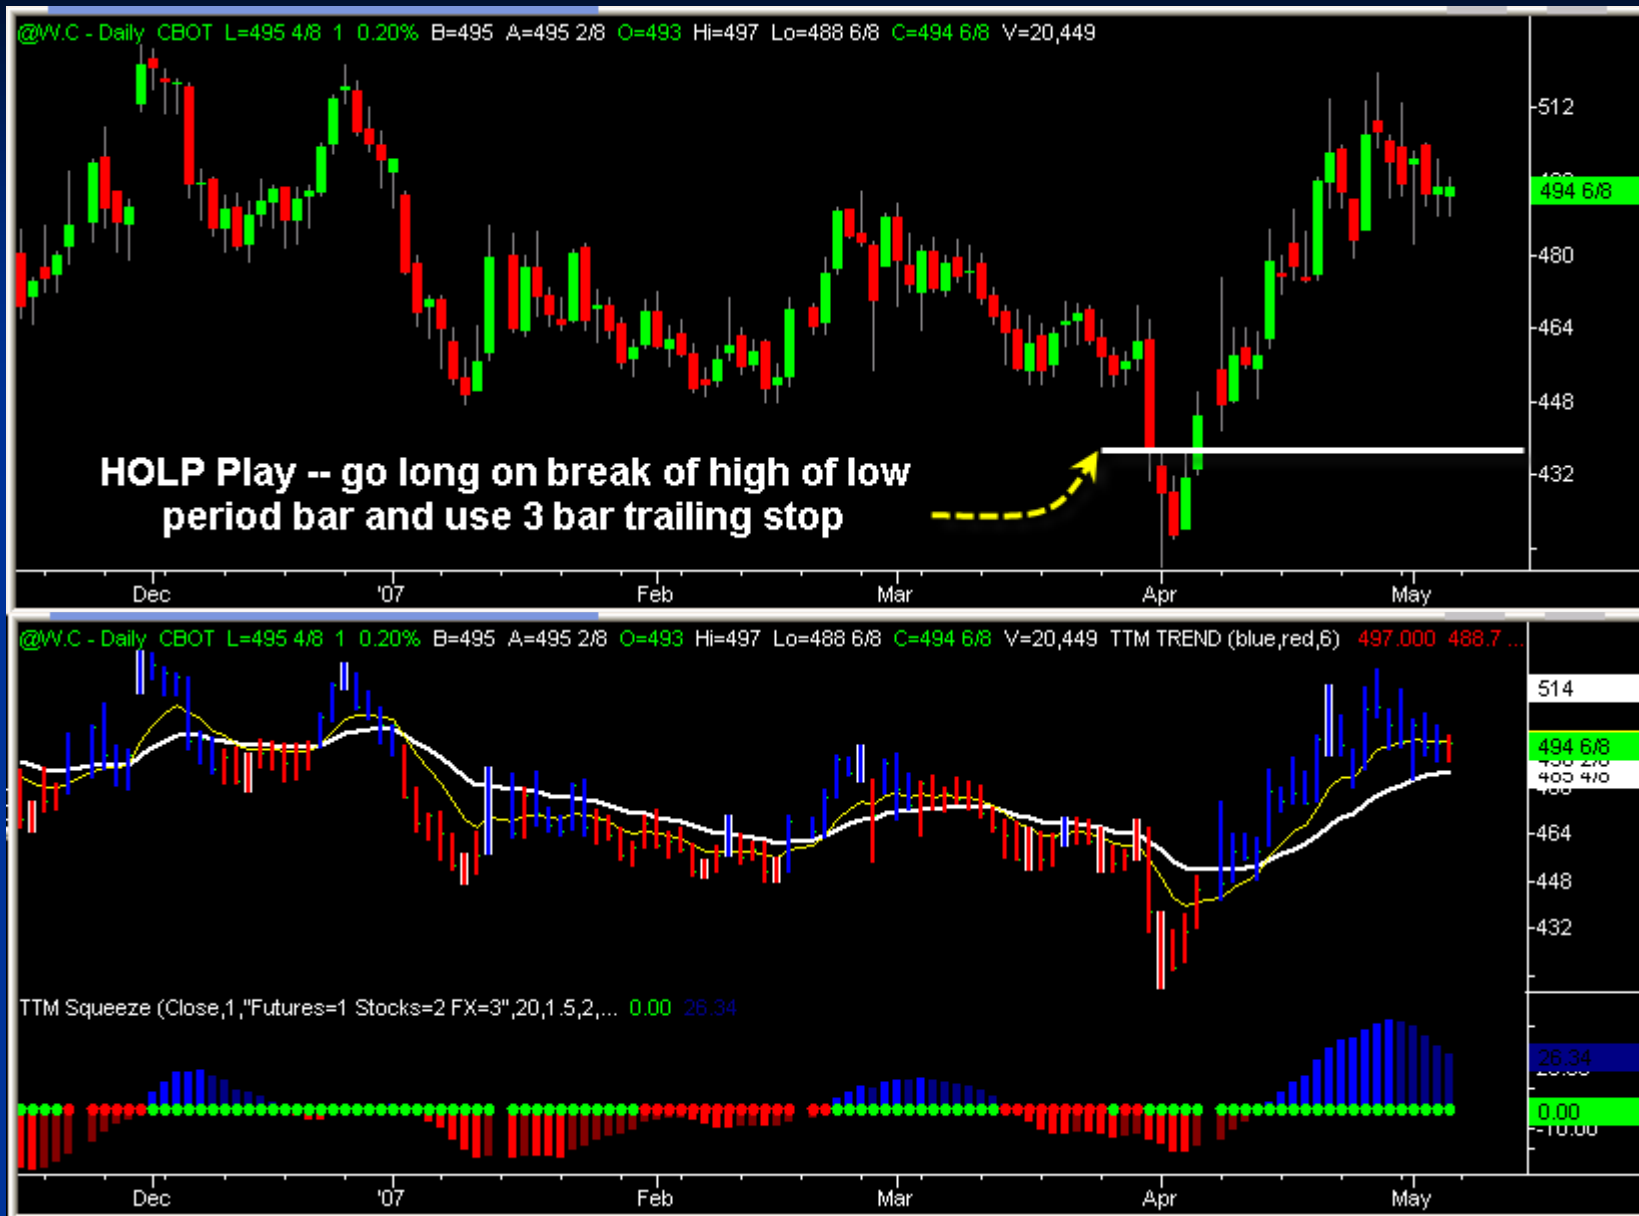 @W.C - Daily CBOT L=495 4/8 1 0.20% B=495 A=495 2/8 O=493 Hi=497 Lo=488 6/8 C=494 6/8 V=20,449
512
494 6/8
480
464
448
HOLP Play -- go long on break of high of low
432
period bar and use 3 bar trailing stop
Dec '07 Feb Mar Apr May
@W.C - Daily CBOT L=495 4/8 1 0.20% B=495 A=495 2/8 O=493 Hi=497 Lo=488 6/8 C=494 6/8 V=20,449 TTM TREND (blue,red,6) 497.000 488.7 ...
514
494 6/8
485 4/8
464
448
432
TTM Squeeze (Close,1,"Futures=1 Stocks=2 FX=3",20,1.5,2,... 0.00 26.34
26.34
0.00
-10.00
Dec '07 Feb Mar Apr May